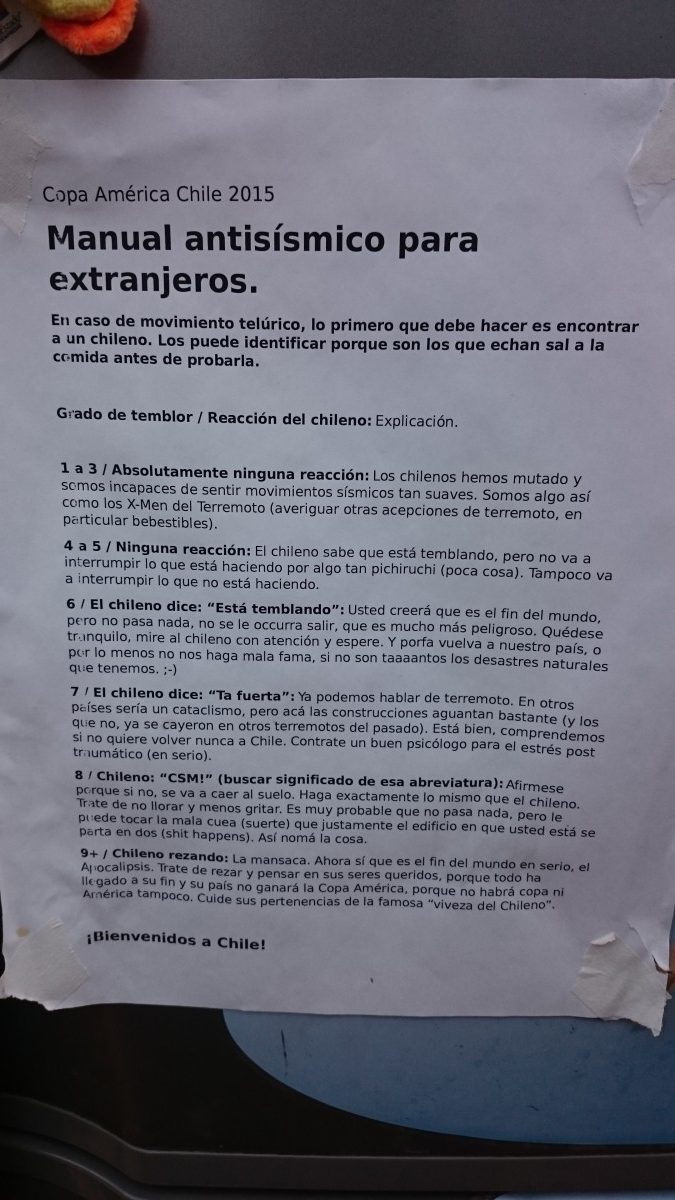 Copa América Chile 2015
Manual antisísmico para
extranjeros.
En caso de movimiento telúrico, lo primero que debe hacer es encontrar
a un chileno. Los puede identificar porque son los que echan sal a la
comida antes de probarla.
Grado de temblor / Reacción del chileno: Explicación.
1 a 3 / Absolutamente ninguna reacción: Los chilenos hemos mutado y
somos incapaces de sentir movimientos sísmicos tan suaves. Somos algo así
como los X-Men del Terremoto (averiguar otras acepciones de terremoto, en
particular bebestibles).
4 a 5 / Ninguna reacción: El chileno sabe que está temblando, pero no va a
interrumpir lo que está haciendo por algo tan pichiruchi (poca cosa). Tampoco va
a interrumpir lo que no está haciendo.
6 / El chileno dice: “Está temblando”: Usted creerá que es el fin del mundo,
pero no pasa nada, no se le occurra salir, que es mucho más peligroso. Quédese
tranquilo, mire al chileno con atención y espere. Y porfa vuelva a nuestro país, o
por lo menos no nos haga mala fama, si no son taaaantos los desastres naturales
que tenemos. ;-)
7 / El chileno dice: “Ta fuerte”: Ya podemos hablar de terremoto. En otros
países sería un cataclismo, pero acá las construcciones aguantan bastante (y los
que no, ya se cayeron en otros terremotos del pasado). Está bien, comprendemos
si no quiere volver nunca a Chile. Contrate un buen psicólogo para el estrés post
traumático (en serio).
8 / Chileno: “CSM!” (buscar significado de esa abreviatura): Afirmese
porque si no, se va a caer al suelo. Haga exactamente lo mismo que el chileno.
Trate de no llorar y menos gritar. Es muy probable que no pasa nada, pero le
puede tocar la mala cuea (suerte) que justamente el edificio en que usted está se
parta en dos (shit happens). Así nomá la cosa.
9+ / Chileno rezando: La mansaca. Ahora sí que es el fin del mundo en serio, el
Apocalipsis. Trate de rezar y pensar en sus seres queridos, porque todo ha
llegado a su fin y su país no ganará la Copa América, porque no habrá copa ni
América tampoco. Cuide sus pertenencias de la famosa “viveza del Chileno”.
¡Bienvenidos a Chile!